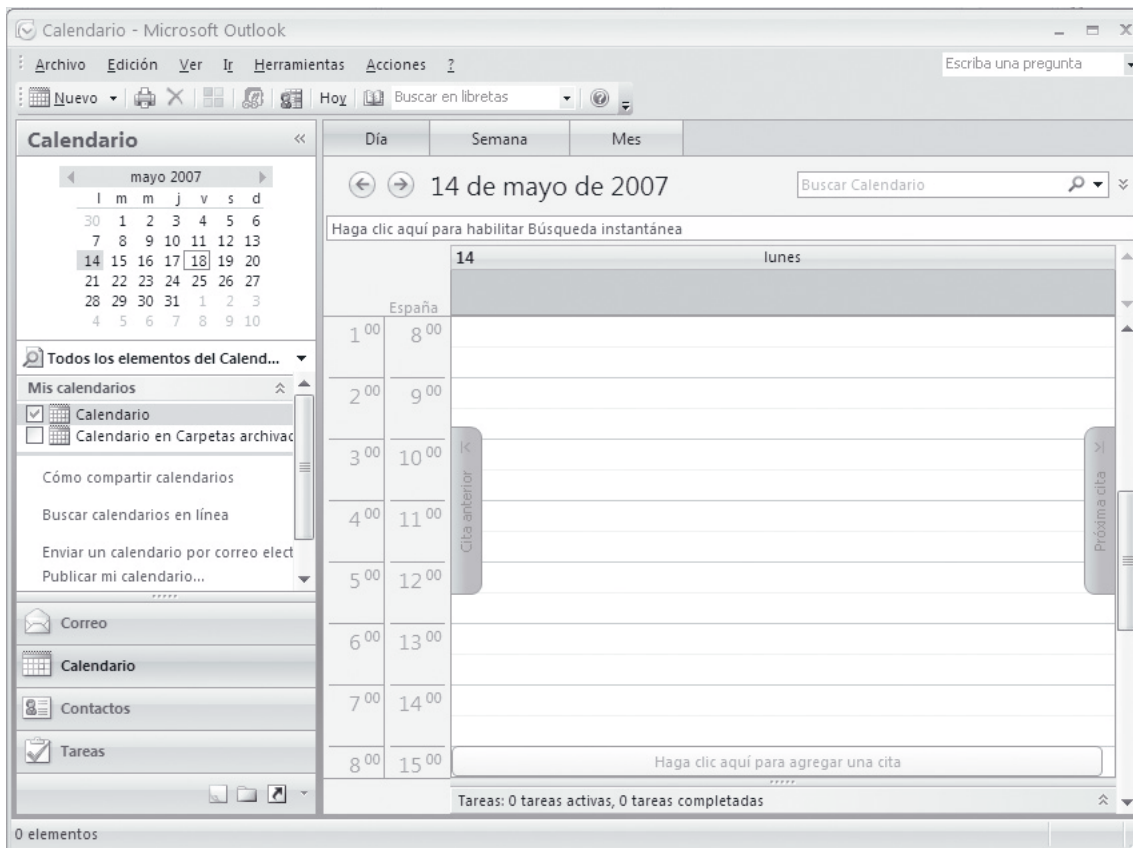 Calendario - Microsoft Outlook
Archivo Edición Ver Ir Herramientas Acciones ?
Escriba una pregunta
Nuevo Hoy Buscar en libretas
Calendario
mayo 2007
l m m j v s d
30 1 2 3 4 5 6
7 8 9 10 11 12 13
14 15 16 17 18 19 20
21 22 23 24 25 26 27
28 29 30 31 1 2 3
4 5 6 7 8 9 10
Todos los elementos del Calend...
Mis calendarios
Calendario
Calendario en Carpetas archivac
Cómo compartir calendarios
Buscar calendarios en línea
Enviar un calendario por correo elect
Publicar mi calendario...
Correo
Calendario
Contactos
Tareas
Día Semana Mes
14 de mayo de 2007
Buscar Calendario
Haga clic aquí para habilitar Búsqueda instantánea
14 lunes
España
1 00 8 00
2 00 9 00
3 00 10 00
4 00 11 00
5 00 12 00
6 00 13 00
7 00 14 00
8 00 15 00
Cita anterior
Próxima cita
Haga clic aquí para agregar una cita
Tareas: 0 tareas activas, 0 tareas completadas
0 elementos